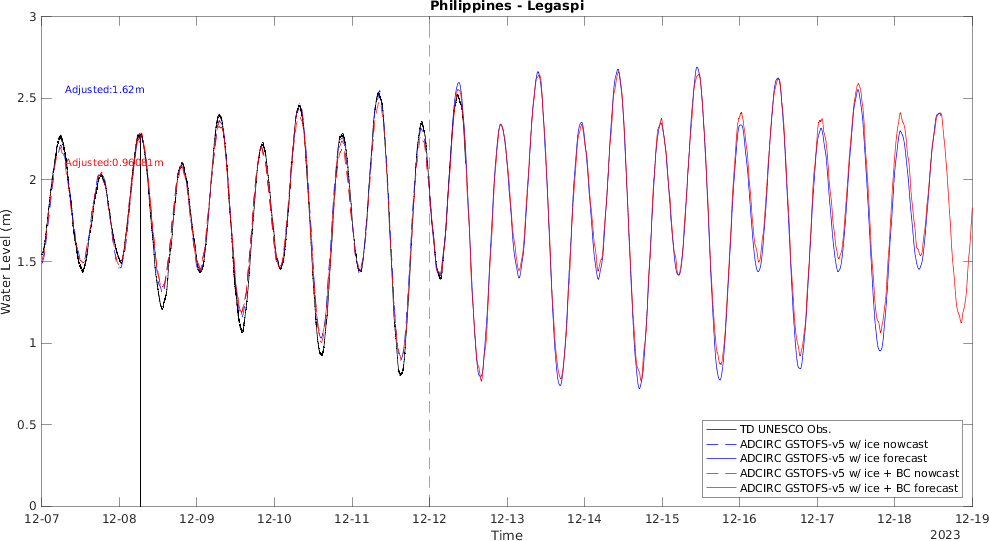 Philippines - Legaspi
3
2.5
2
1.5
1
0.5
0
Water Level (m)
Adjusted:1.62m
Adjusted:0.96081m
TD UNESCO Obs.
ADCIRC GSTOFS-v5 w/ ice nowcast
ADCIRC GSTOFS-v5 w/ ice forecast
ADCIRC GSTOFS-v5 w/ ice + BC nowcast
ADCIRC GSTOFS-v5 w/ ice + BC forecast
12-07 12-08 12-09 12-10 12-11 12-12 12-13 12-14 12-15 12-16 12-17 12-18 12-19
Time
2023